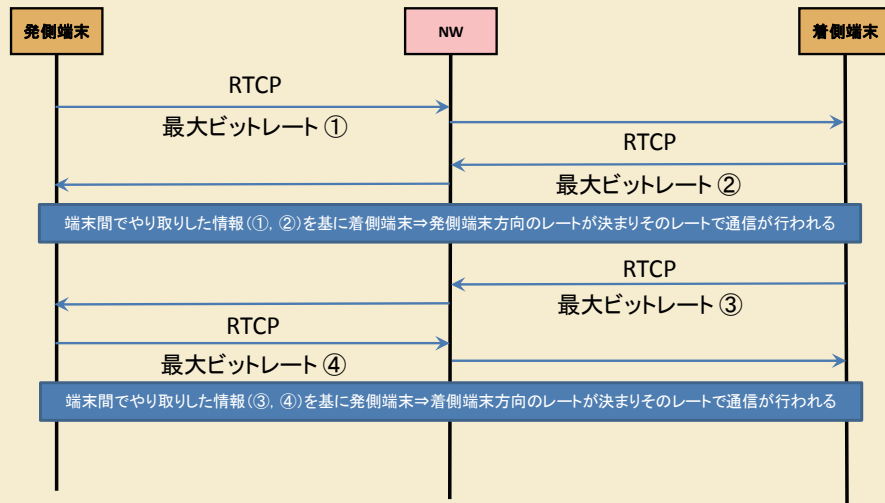 発側端末
NW
着側端末
RTCP
最大ビットレート ①
RTCP
最大ビットレート ②
端末間でやり取りした情報(①, ②)を基に着側端末⇒発側端末方向のレートが決まりそのレートで通信が行われる
RTCP
最大ビットレート ③
RTCP
最大ビットレート ④
端末間でやり取りした情報(③, ④)を基に発側端末⇒着側端末方向のレートが決まりそのレートで通信が行われる